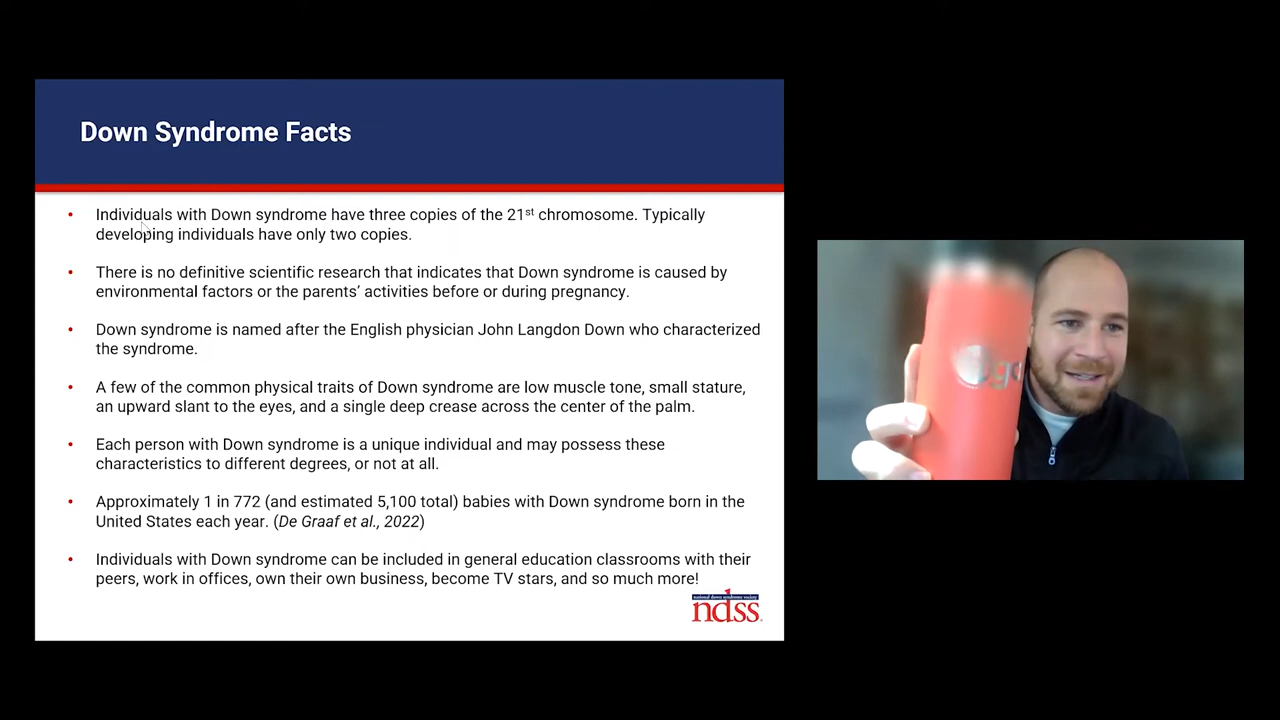 Down Syndrome Facts
• Individuals with Down syndrome have three copies of the 21st chromosome. Typically
developing individuals have only two copies.
• There is no definitive scientific research that indicates that Down syndrome is caused by
environmental factors or the parents’ activities before or during pregnancy.
• Down syndrome is named after the English physician John Langdon Down who characterized
the syndrome.
• A few of the common physical traits of Down syndrome are low muscle tone, small stature,
an upward slant to the eyes, and a single deep crease across the center of the palm.
• Each person with Down syndrome is a unique individual and may possess these
characteristics to different degrees, or not at all.
• Approximately 1 in 772 (and estimated 5,100 total) babies with Down syndrome born in the
United States each year. (De Graaf et al., 2022)
• Individuals with Down syndrome can be included in general education classrooms with their
peers, work in offices, own their own business, become TV stars, and so much more!
national down syndrome society
ndss